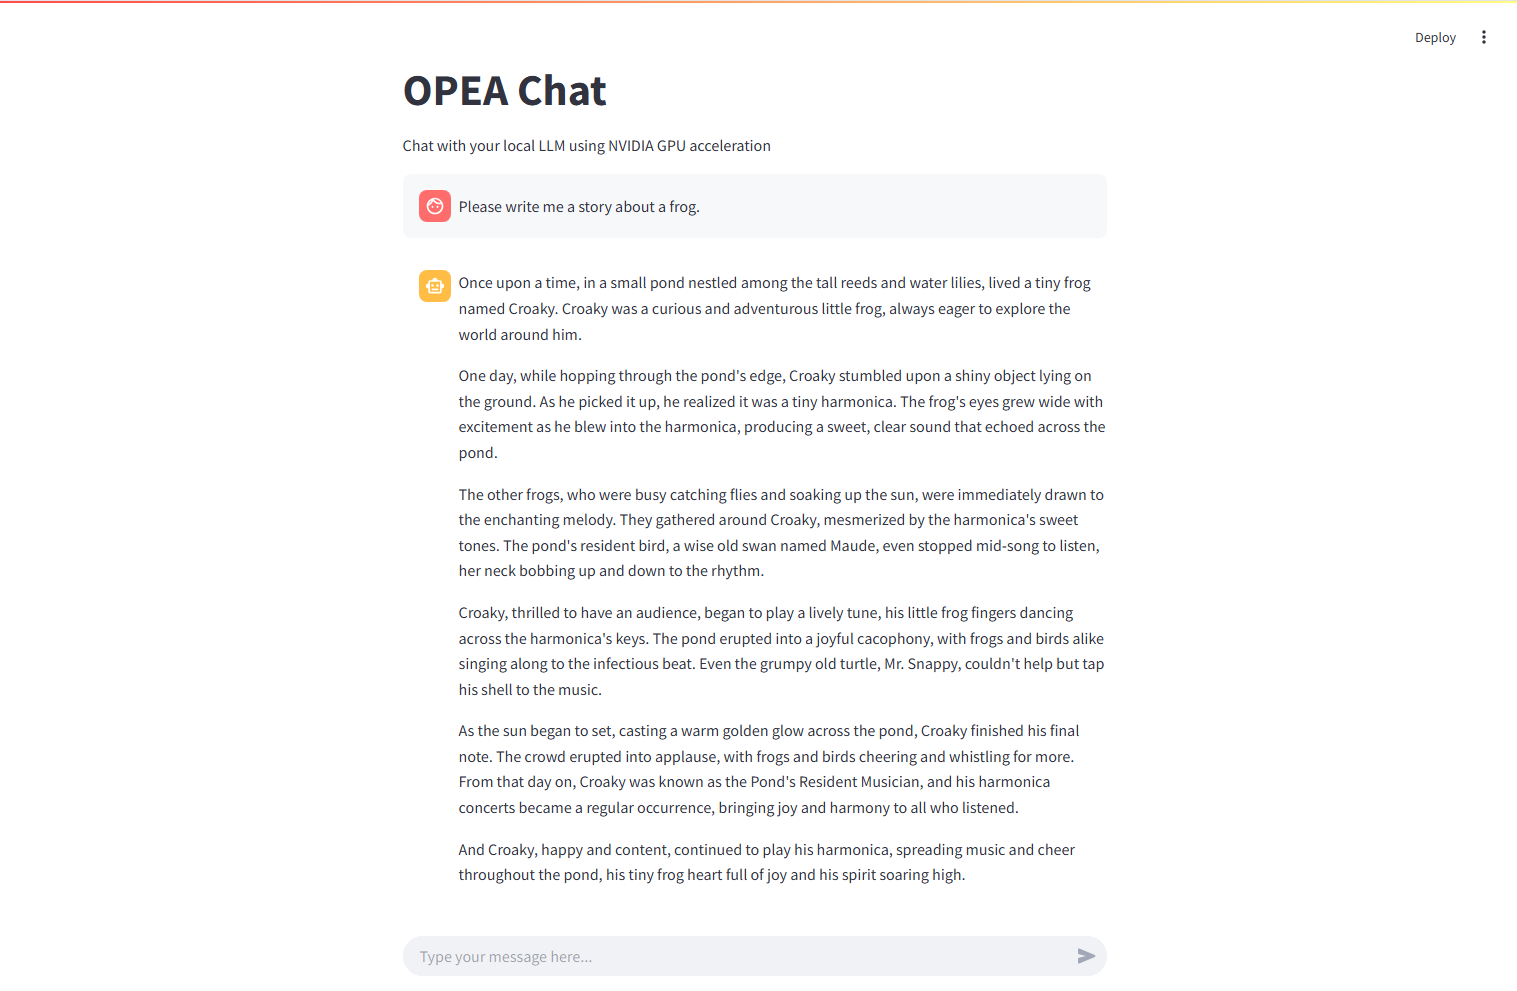 Deploy
OPEA Chat
Chat with your local LLM using NVIDIA GPU acceleration
Please write me a story about a frog.
Once upon a time, in a small pond nestled among the tall reeds and water lilies, lived a tiny frog
named Croaky. Croaky was a curious and adventurous little frog, always eager to explore the
world around him.
One day, while hopping through the pond's edge, Croaky stumbled upon a shiny object lying on
the ground. As he picked it up, he realized it was a tiny harmonica. The frog's eyes grew wide with
excitement as he blew into the harmonica, producing a sweet, clear sound that echoed across the
pond.
The other frogs, who were busy catching flies and soaking up the sun, were immediately drawn to
the enchanting melody. They gathered around Croaky, mesmerized by the harmonica's sweet
tones. The pond's resident bird, a wise old swan named Maude, even stopped mid-song to listen,
her neck bobbing up and down to the rhythm.
Croaky, thrilled to have an audience, began to play a lively tune, his little frog fingers dancing
across the harmonica's keys. The pond erupted into a joyful cacophony, with frogs and birds alike
singing along to the infectious beat. Even the grumpy old turtle, Mr. Snappy, couldn't help but tap
his shell to the music.
As the sun began to set, casting a warm golden glow across the pond, Croaky finished his final
note. The crowd erupted into applause, with frogs and birds cheering and whistling for more.
From that day on, Croaky was known as the Pond's Resident Musician, and his harmonica
concerts became a regular occurrence, bringing joy and harmony to all who listened.
And Croaky, happy and content, continued to play his harmonica, spreading music and cheer
throughout the pond, his tiny frog heart full of joy and his spirit soaring high.
Type your message here...